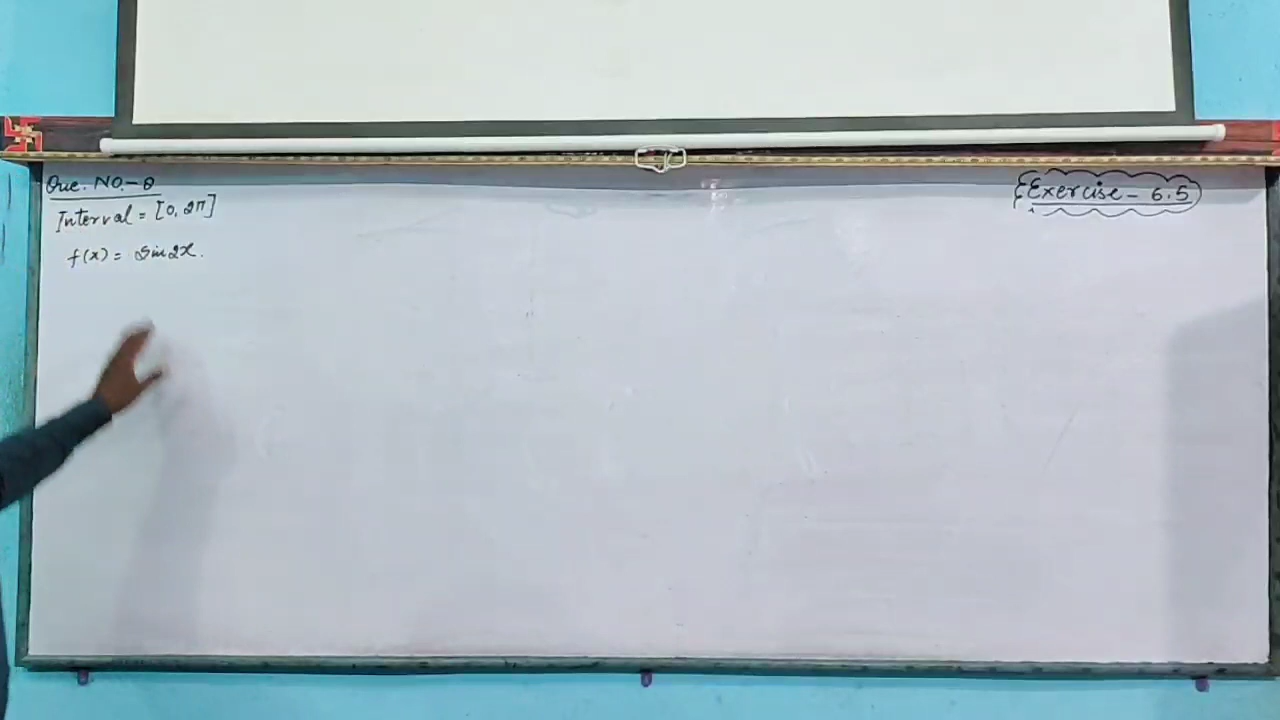 Que. NO.-8
Interval = [0, 2π]
f(x) = Sin2x.
Exercise - 6.5